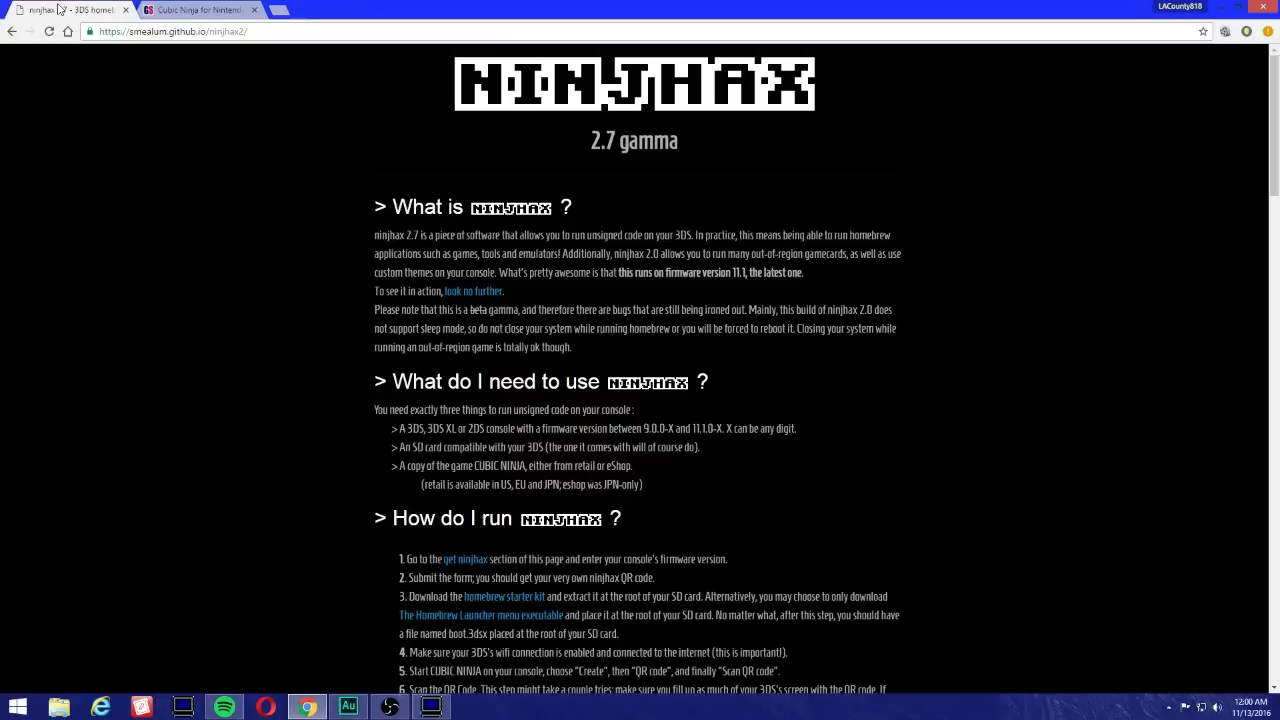 ninjhax - 3DS homel
Cubic Ninja for Nintendo
LACounty818
https://smealum.github.io/ninjhax2/
NINJHAX
2.7 gamma
> What is NINJHAX ?
ninjhax 2.7 is a piece of software that allows you to run unsigned code on your 3DS. In practice, this means being able to run homebrew
applications such as games, tools and emulators! Additionally, ninjhax 2.0 allows you to run many out-of-region gamecards, as well as use
custom themes on your console. What's pretty awesome is that this runs on firmware version 11.1, the latest one.
To see it in action, look no further.
Please note that this is a beta gamma, and therefore there are bugs that are still being ironed out. Mainly, this build of ninjhax 2.0 does
not support sleep mode, so do not close your system while running homebrew or you will be forced to reboot it. Closing your system while
running an out-of-region game is totally ok though.
> What do I need to use NINJHAX ?
You need exactly three things to run unsigned code on your console :
> A 3DS, 3DS XL or 2DS console with a firmware version between 9.0.0-X and 11.1.0-X. X can be any digit.
> An SD card compatible with your 3DS (the one it comes with will of course do).
> A copy of the game CUBIC NINJA, either from retail or eShop.
(retail is available in US, EU and JPN; eshop was JPN-only)
> How do I run NINJHAX ?
1. Go to the get ninjhax section of this page and enter your console's firmware version.
2. Submit the form; you should get your very own ninjhax QR code.
3. Download the homebrew starter kit and extract it at the root of your SD card. Alternatively, you may choose to only download
The Homebrew Launcher menu executable and place it at the root of your SD card. No matter what, after this step, you should have
a file named boot.3dsx placed at the root of your SD card.
4. Make sure your 3DS's wifi connection is enabled and connected to the internet (this is important!).
5. Start CUBIC NINJA on your console, choose "Create", then "QR code", and finally "Scan QR code".
6. Scan the QR Code. This step might take a couple tries; make sure you fill up as much of your 3DS's screen with the QR code. If
Au
12:00 AM
11/13/2016